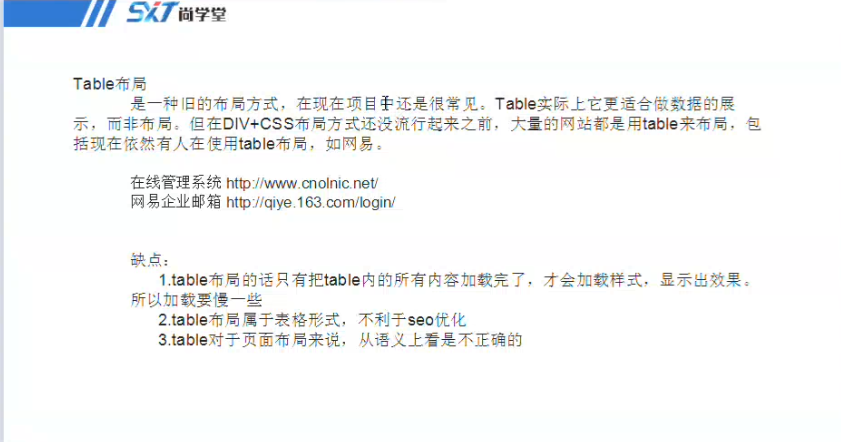 SXT尚学堂
Table布局
是一种旧的布局方式，在现在项目中还是很常见。Table实际上它更适合做数据的展
示，而非布局。但在DIV+CSS布局方式还没流行起来之前，大量的网站都是用table来布局，包
括现在依然有人在使用table布局，如网易。
在线管理系统 http://www.cnolnic.net/
网易企业邮箱 http://qiye.163.com/login/
缺点：
1.table布局的话只有把table内的所有内容加载完了，才会加载样式，显示出效果。
所以加载要慢一些
2.table布局属于表格形式，不利于seo优化
3.table对于页面布局来说，从语义上看是不正确的